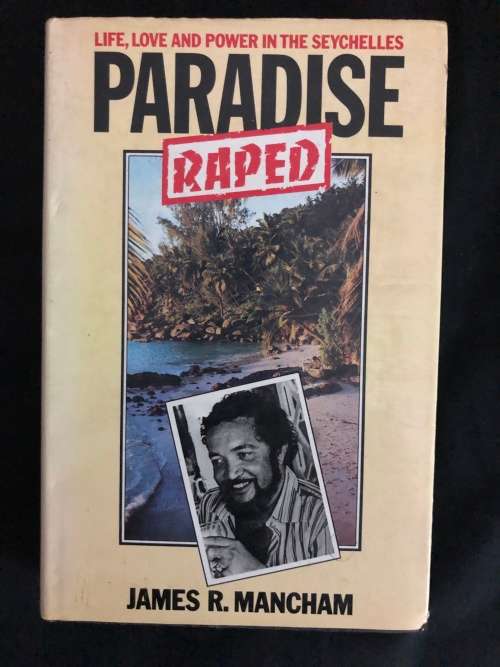 LIFE, LOVE AND POWER IN THE SEYCHELLES
PARADISE
RAPED
JAMES R. MANCHAM